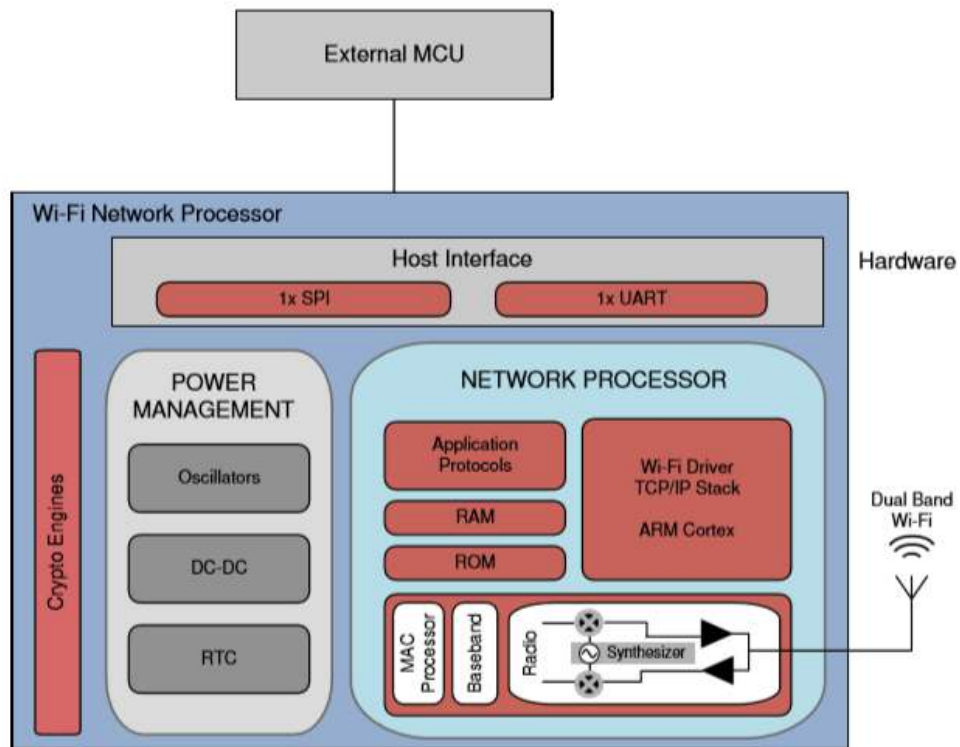 External MCU
Wi-Fi Network Processor
Host Interface
Hardware
1x SPI
1x UART
Crypto Engines
POWER
MANAGEMENT
Oscillators
DC-DC
RTC
NETWORK PROCESSOR
Application
Protocols
RAM
ROM
Wi-Fi Driver
TCP/IP Stack
ARM Cortex
MAC
Processor
Baseband
Radio
Synthesizer
Dual Band
Wi-Fi